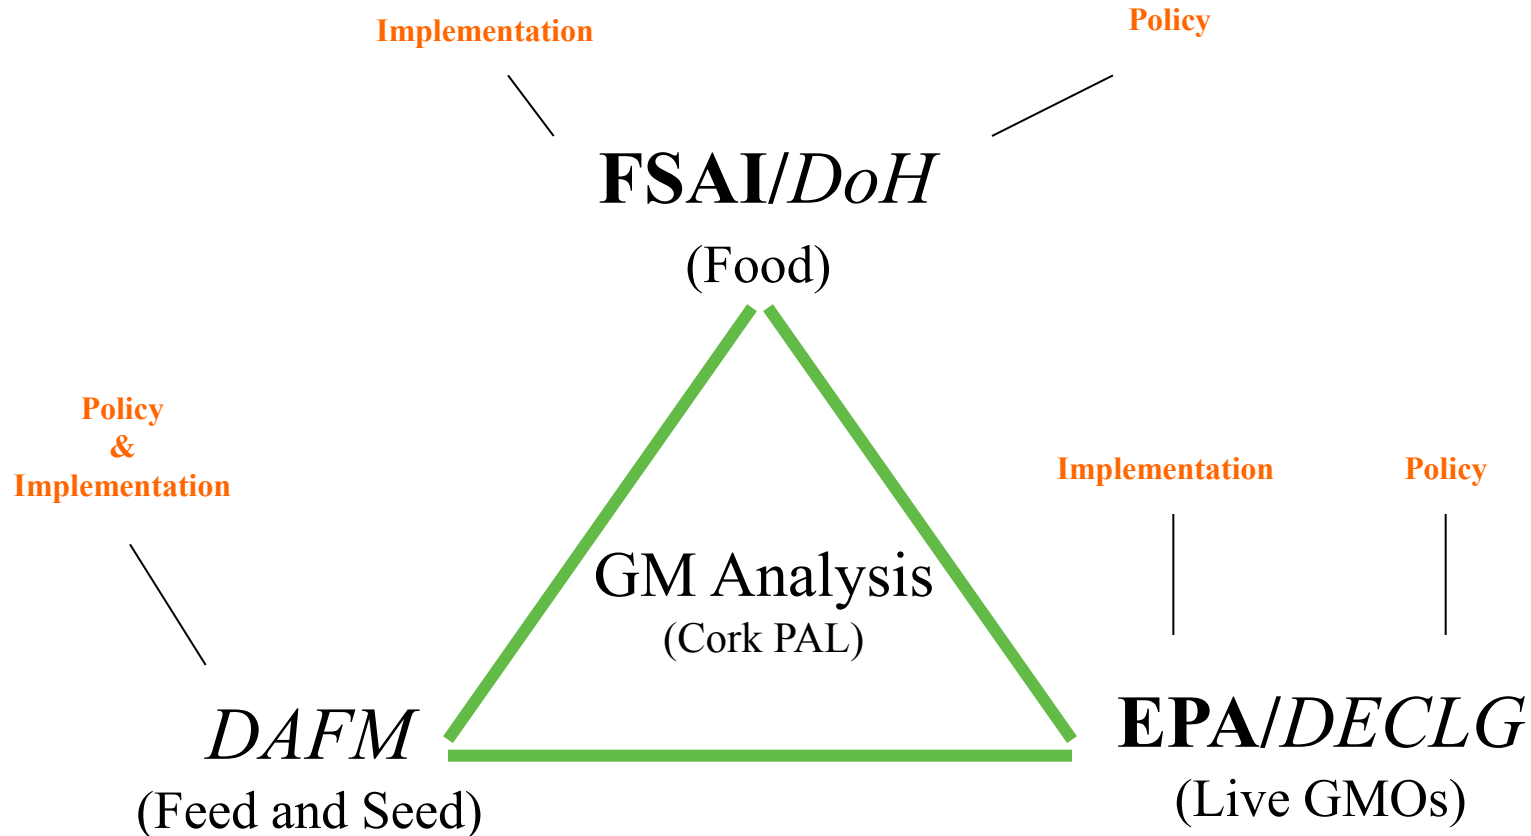 Implementation
Policy
FSAI/DoH
(Food)
Policy
&
Implementation
Implementation
Policy
GM Analysis
(Cork PAL)
DAFM
(Feed and Seed)
EPA/DECLG
(Live GMOs)